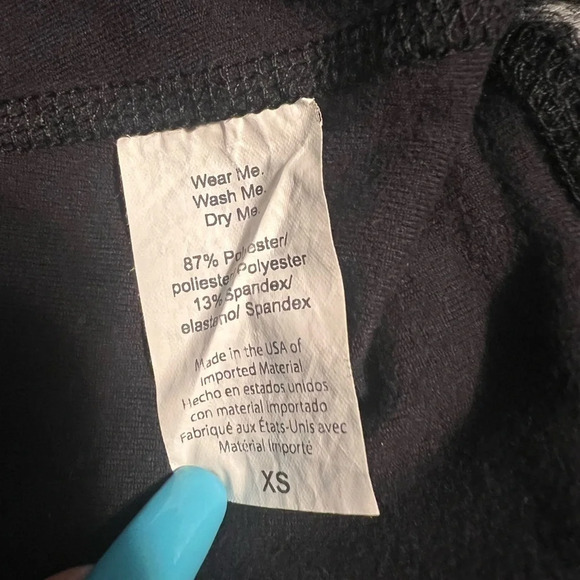 Wear Me.
Wash Me.
Dry Me.
87% Polyester/
poliester Polyester
13% Spandex/
elastano/ Spandex
Made in the USA of
Imported Material
Hecho en estados unidos
con material Importado
Fabriqué aux États-Unis avec
Matérial Importé
XS